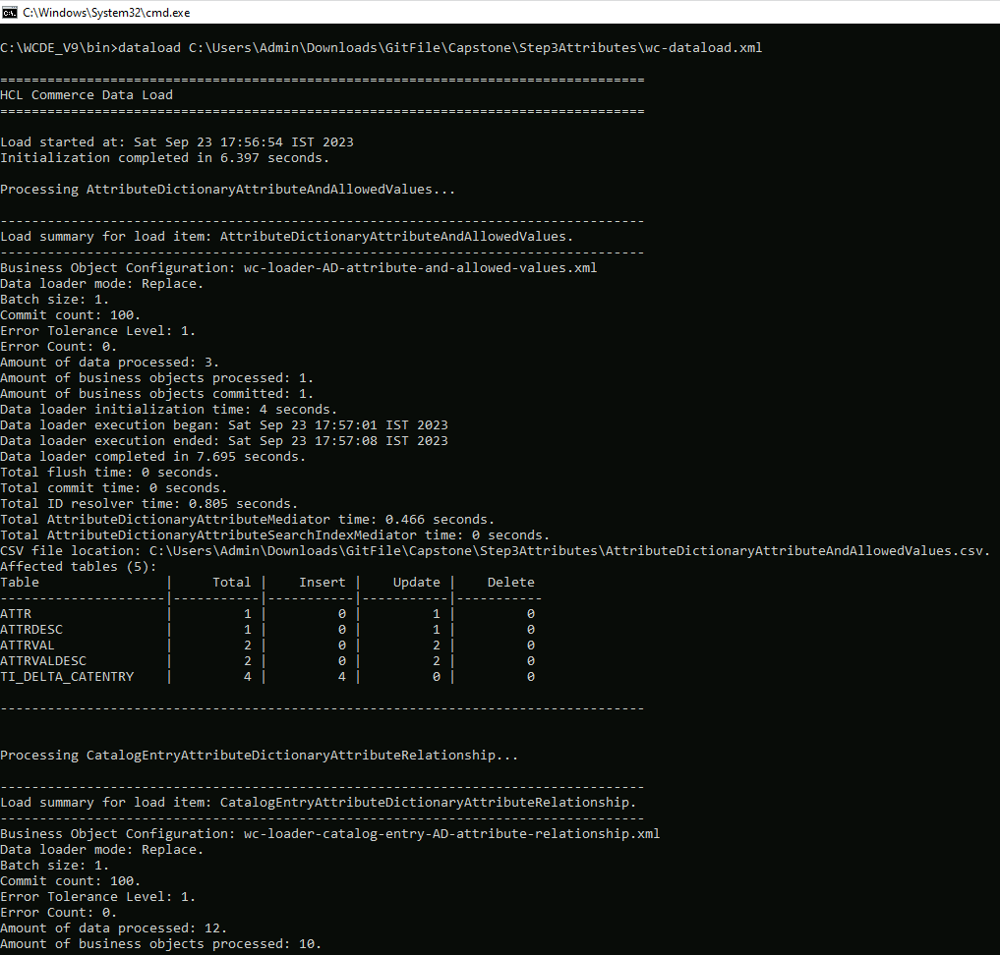 C:\Windows\System32\cmd.exe
C:\WCDE_V9\bin>dataload C:\Users\Admin\Downloads\GitFile\Capstone\Step3Attributes\wc-dataload.xml
==================================================================================
HCL Commerce Data Load
==================================================================================
Load started at: Sat Sep 23 17:56:54 IST 2023
Initialization completed in 6.397 seconds.
Processing AttributeDictionaryAttributeAndAllowedValues...
----------------------------------------------------------------------------------
Load summary for load item: AttributeDictionaryAttributeAndAllowedValues.
----------------------------------------------------------------------------------
Business Object Configuration: wc-loader-AD-attribute-and-allowed-values.xml
Data loader mode: Replace.
Batch size: 1.
Commit count: 100.
Error Tolerance Level: 1.
Error Count: 0.
Amount of data processed: 3.
Amount of business objects processed: 1.
Amount of business objects committed: 1.
Data loader initialization time: 4 seconds.
Data loader execution began: Sat Sep 23 17:57:01 IST 2023
Data loader execution ended: Sat Sep 23 17:57:08 IST 2023
Data loader completed in 7.695 seconds.
Total flush time: 0 seconds.
Total commit time: 0 seconds.
Total ID resolver time: 0.805 seconds.
Total AttributeDictionaryAttributeMediator time: 0.466 seconds.
Total AttributeDictionaryAttributeSearchIndexMediator time: 0 seconds.
CSV file location: C:\Users\Admin\Downloads\GitFile\Capstone\Step3Attributes\AttributeDictionaryAttributeAndAllowedValues.csv.
Affected tables (5):
Table                |     Total |    Insert |    Update |    Delete
---------------------|-----------|-----------|-----------|-----------
ATTR                 |         1 |         0 |         1 |         0
ATTRDESC             |         1 |         0 |         1 |         0
ATTRVAL              |         2 |         0 |         2 |         0
ATTRVALDESC          |         2 |         0 |         2 |         0
TI_DELTA_CATENTRY    |         4 |         4 |         0 |         0
----------------------------------------------------------------------------------
Processing CatalogEntryAttributeDictionaryAttributeRelationship...
----------------------------------------------------------------------------------
Load summary for load item: CatalogEntryAttributeDictionaryAttributeRelationship.
----------------------------------------------------------------------------------
Business Object Configuration: wc-loader-catalog-entry-AD-attribute-relationship.xml
Data loader mode: Replace.
Batch size: 1.
Commit count: 100.
Error Tolerance Level: 1.
Error Count: 0.
Amount of data processed: 12.
Amount of business objects processed: 10.